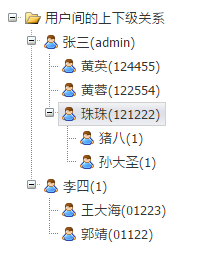 用户间的上下级关系
张三(admin)
黄英(124455)
黄蓉(122554)
珠珠(121222)
猪八(1)
孙大圣(1)
李四(1)
王大海(01223)
郭靖(01122)